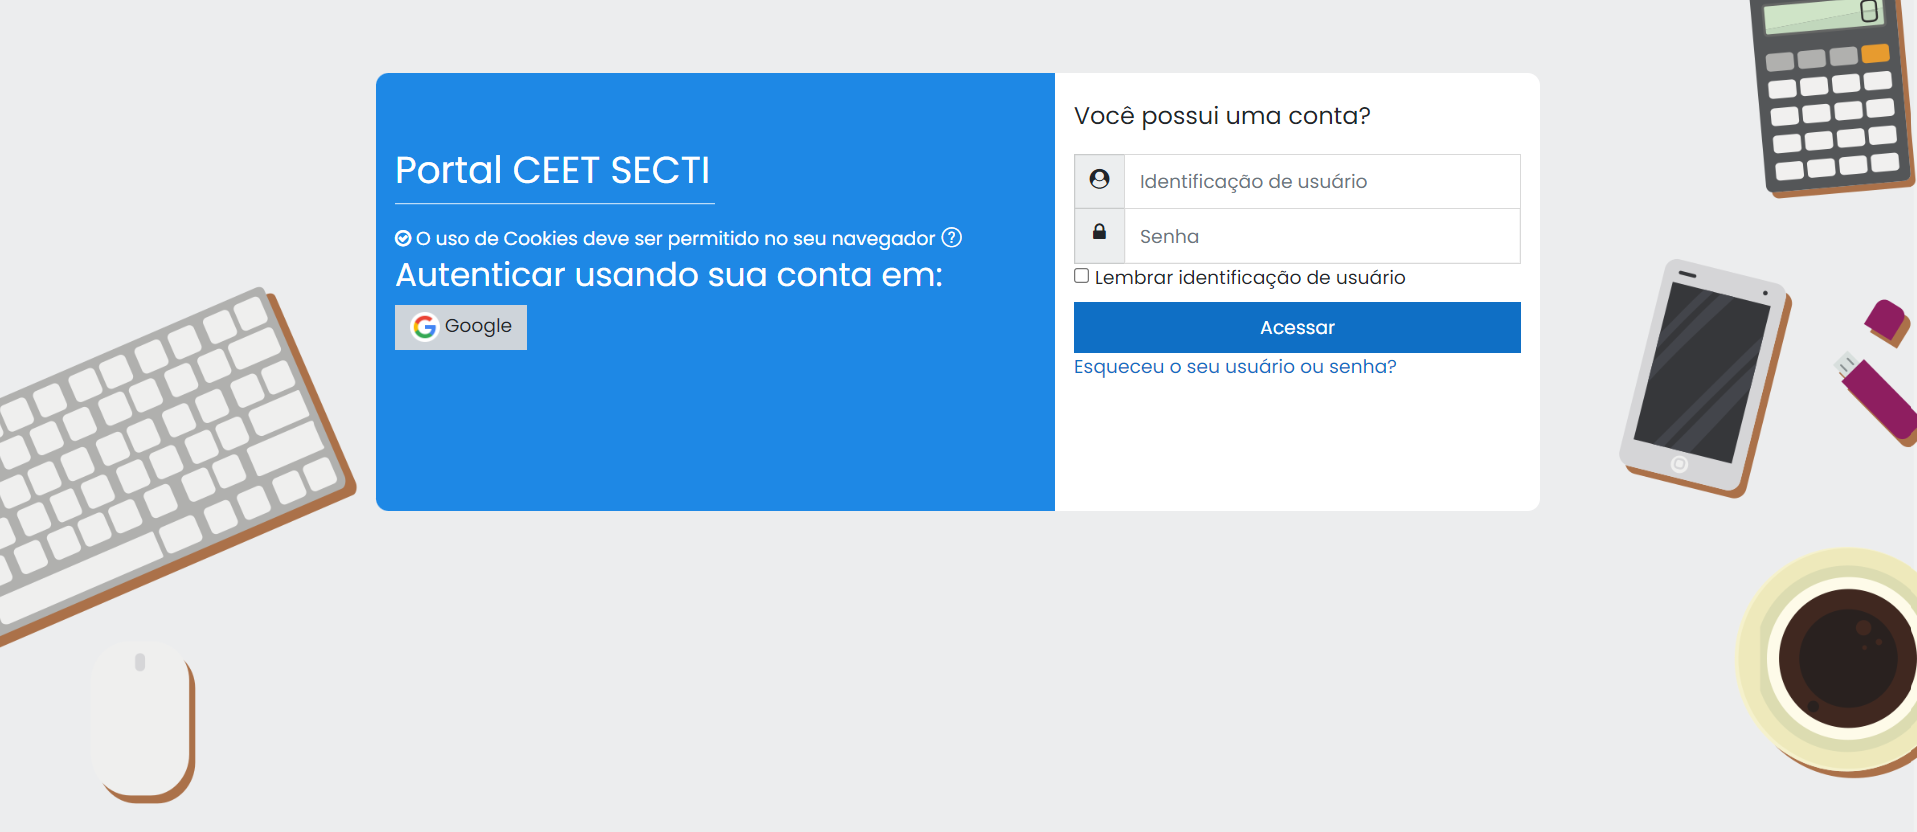 Portal CEET SECTI
O uso de Cookies deve ser permitido no seu navegador ?
Autenticar usando sua conta em:
Google
Você possui uma conta?
Identificação de usuário
Senha
Lembrar identificação de usuário
Acessar
Esqueceu o seu usuário ou senha?